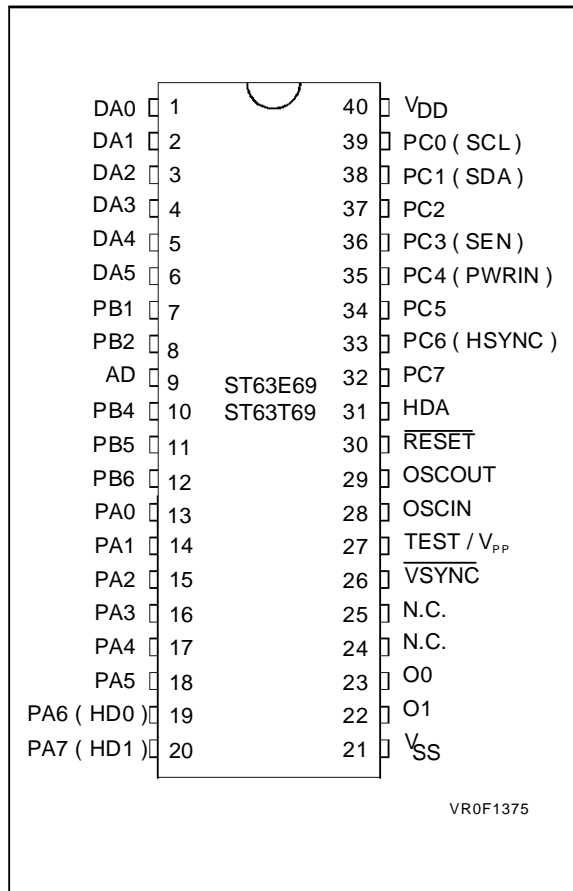 DA0 1 40 VDD
DA1 2 39 PC0 ( SCL )
DA2 3 38 PC1 ( SDA )
DA3 4 37 PC2
DA4 5 36 PC3 ( SEN )
DA5 6 35 PC4 ( PWRIN )
PB1 7 34 PC5
PB2 8 33 PC6 ( HSYNC )
AD 9 ST63E69 32 PC7
PB4 10 ST63T69 31 HDA
PB5 11 30 RESET
PB6 12 29 OSCOUT
PA0 13 28 OSCIN
PA1 14 27 TEST / VPP
PA2 15 26 VSYNC
PA3 16 25 N.C.
PA4 17 24 N.C.
PA5 18 23 O0
PA6 ( HD0 ) 19 22 O1
PA7 ( HD1 ) 20 21 VSS
VR0F1375